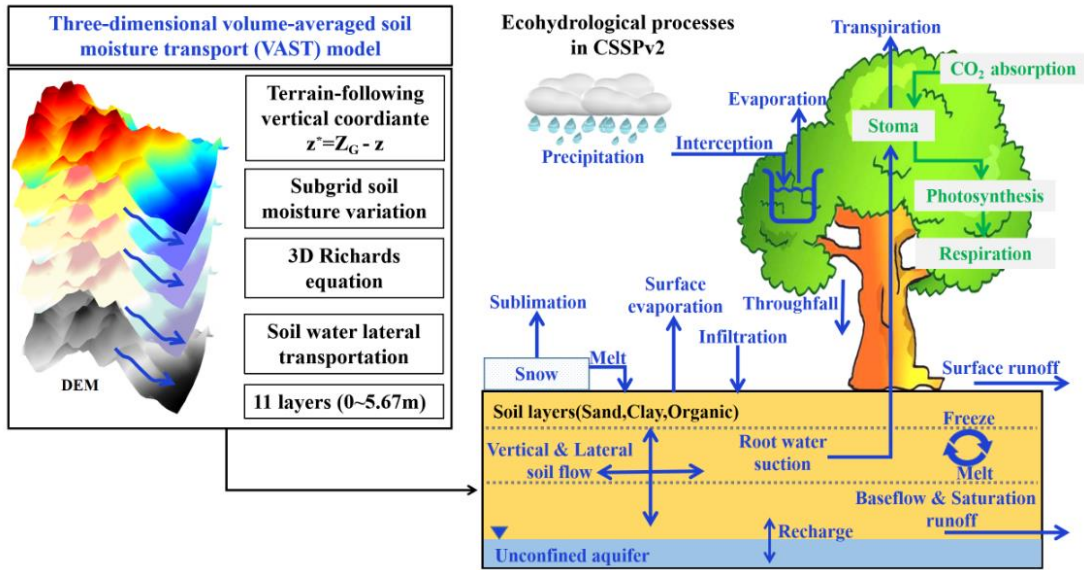 Three-dimensional volume-averaged soil
moisture transport (VAST) model
Terrain-following
vertical coordiante
z*=ZG - z
Subgrid soil
moisture variation
3D Richards
equation
Soil water lateral
transportation
11 layers (0~5.67m)
DEM
Ecohydrological processes
in CSSPv2
Precipitation
Interception
Evaporation
Transpiration
CO2 absorption
Stoma
Photosynthesis
Respiration
Throughfall
Sublimation
Snow
Melt
Surface
evaporation
Infiltration
Surface runoff
Soil layers(Sand,Clay,Organic)
Vertical & Lateral
soil flow
Root water
suction
Freeze
Melt
Baseflow & Saturation
runoff
Recharge
Unconfined aquifer